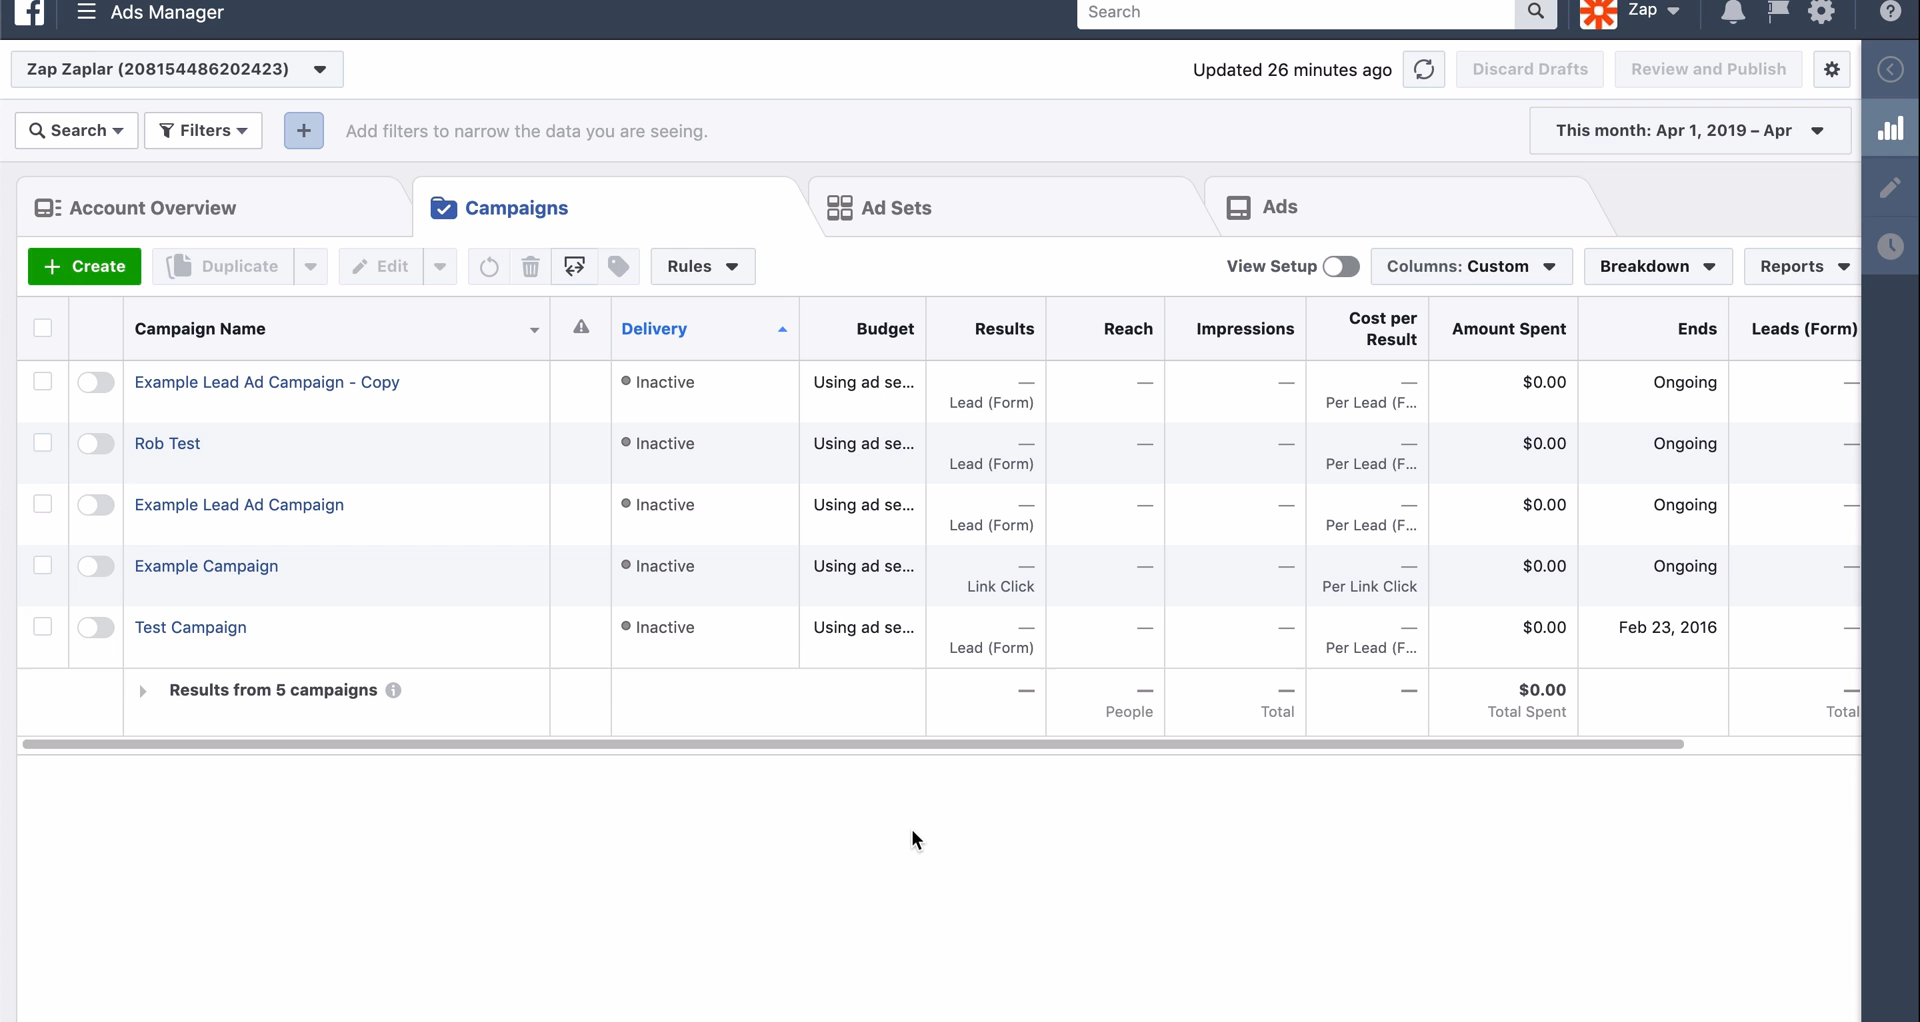 Ads Manager
Search
Zap
Zap Zaplar (208154486202423)
Updated 26 minutes ago
Discard Drafts
Review and Publish
Search
Filters
+
Add filters to narrow the data you are seeing.
This month: Apr 1, 2019 – Apr
Account Overview
Campaigns
Ad Sets
Ads
+ Create
Duplicate
Edit
Rules
View Setup
Columns: Custom
Breakdown
Reports
Campaign Name
Delivery
Budget
Results
Reach
Impressions
Cost per
Result
Amount Spent
Ends
Leads (Form)
Example Lead Ad Campaign - Copy
Inactive
Using ad se...
—
Lead (Form)
—
—
—
Per Lead (F...
$0.00
Ongoing
—
Rob Test
Inactive
Using ad se...
—
Lead (Form)
—
—
—
Per Lead (F...
$0.00
Ongoing
—
Example Lead Ad Campaign
Inactive
Using ad se...
—
Lead (Form)
—
—
—
Per Lead (F...
$0.00
Ongoing
—
Example Campaign
Inactive
Using ad se...
—
Link Click
—
—
—
Per Link Click
$0.00
Ongoing
—
Test Campaign
Inactive
Using ad se...
—
Lead (Form)
—
—
—
Per Lead (F...
$0.00
Feb 23, 2016
—
Results from 5 campaigns
—
—
People
—
Total
—
$0.00
Total Spent
—
Total